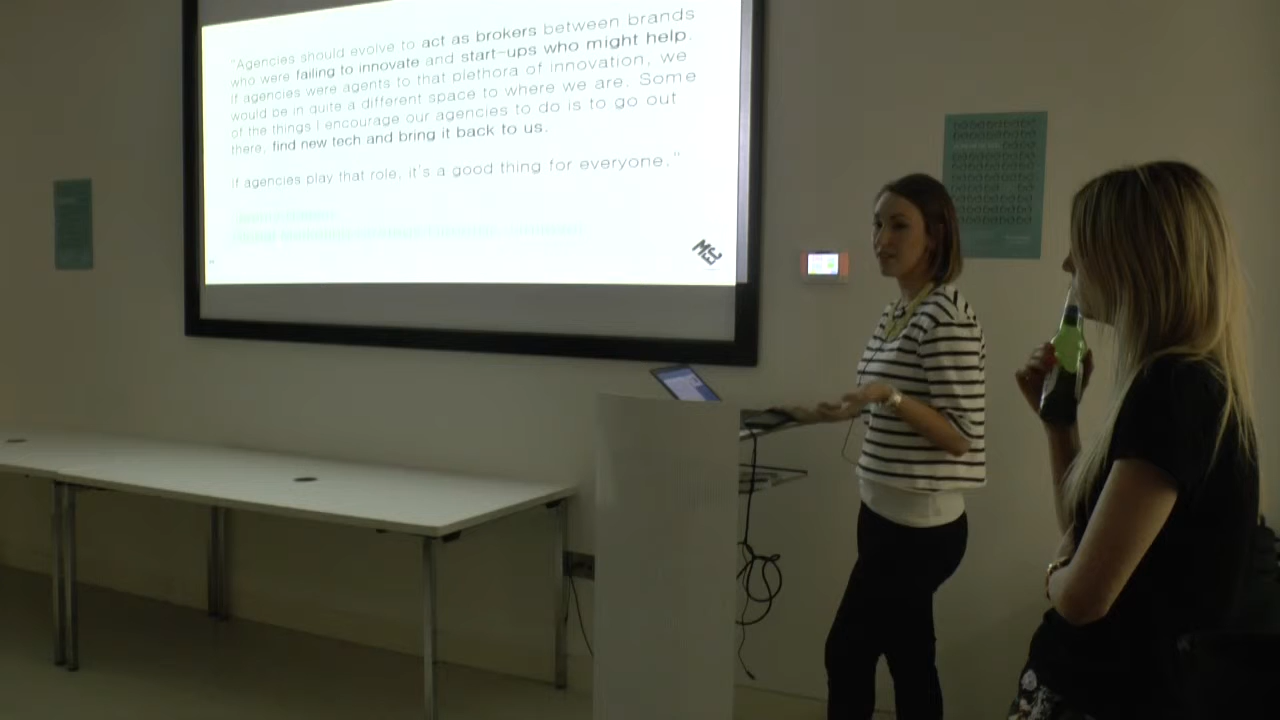 "Agencies should evolve to act as brokers between brands
who were failing to innovate and start-ups who might help.
If agencies were agents to that plethora of innovation, we
would be in quite a different space to where we are. Some
of the things I encourage our agencies to do is to go out
there, find new tech and bring it back to us.
If agencies play that role, it's a good thing for everyone."